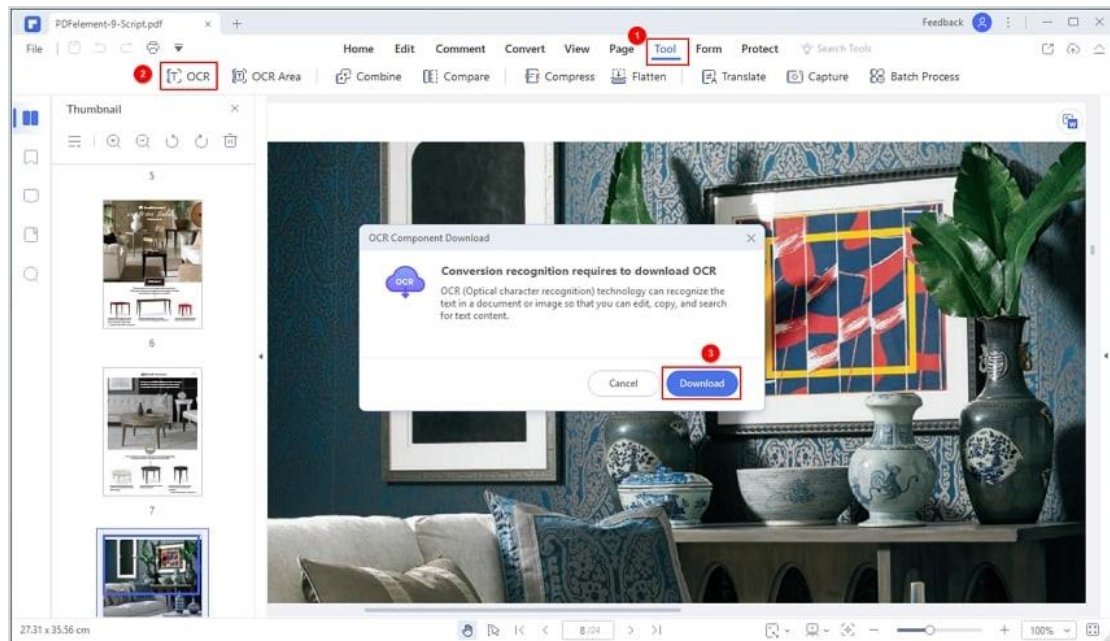 PDFelement-9-Script.pdf × +
Feedback
File
Home Edit Comment Convert View Page Tool Form Protect Search Tools
1
2
OCR OCR Area Combine Compare Compress Flatten Translate Capture Batch Process
Thumbnail
5
6
7
OCR Component Download
OCR
Conversion recognition requires to download OCR
OCR (Optical character recognition) technology can recognize the
text in a document or image so that you can edit, copy, and search
for text content.
3
Cancel Download
27.31 x 35.56 cm
8 /24
100%